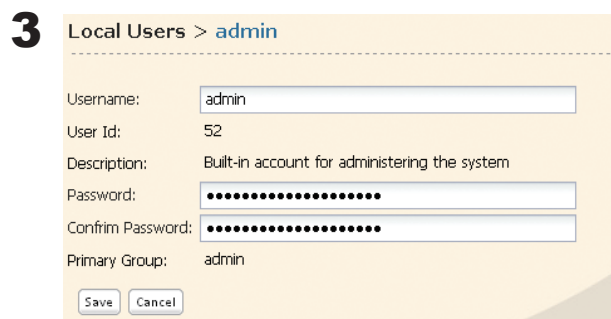 3
Local Users > admin
Username: admin
User Id: 52
Description: Built-in account for administering the system
Password: ••••••••••••••••••••
Confrim Password: ••••••••••••••••••••
Primary Group: admin
Save Cancel